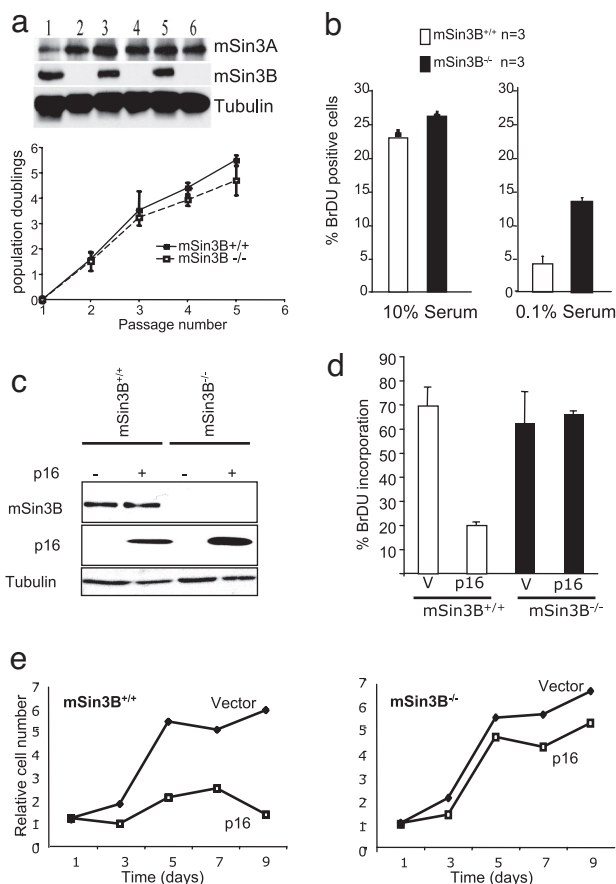 a
1 2 3 4 5 6
mSin3A
mSin3B
Tubulin
population doublings
6
5
4
3
2
1
0
mSin3B+/+
mSin3B -/-
1 2 3 4 5 6
Passage number
b
mSin3B+/+ n=3
mSin3B-/- n=3
% BrDU positive cells
30
25
20
15
10
5
0
10% Serum
30
25
20
15
10
5
0
0.1% Serum
c
mSin3B+/+
mSin3B-/-
p16 - + - +
mSin3B
p16
Tubulin
d
% BrDU incorporation
90
80
70
60
50
40
30
20
10
0
V p16 V p16
mSin3B+/+ mSin3B-/-
e
Relative cell number
7
6
5
4
3
2
1
0
mSin3B+/+
Vector
p16
1 3 5 7 9
Time (days)
7
6
5
4
3
2
1
0
mSin3B-/-
Vector
p16
1 3 5 7 9
Time (days)